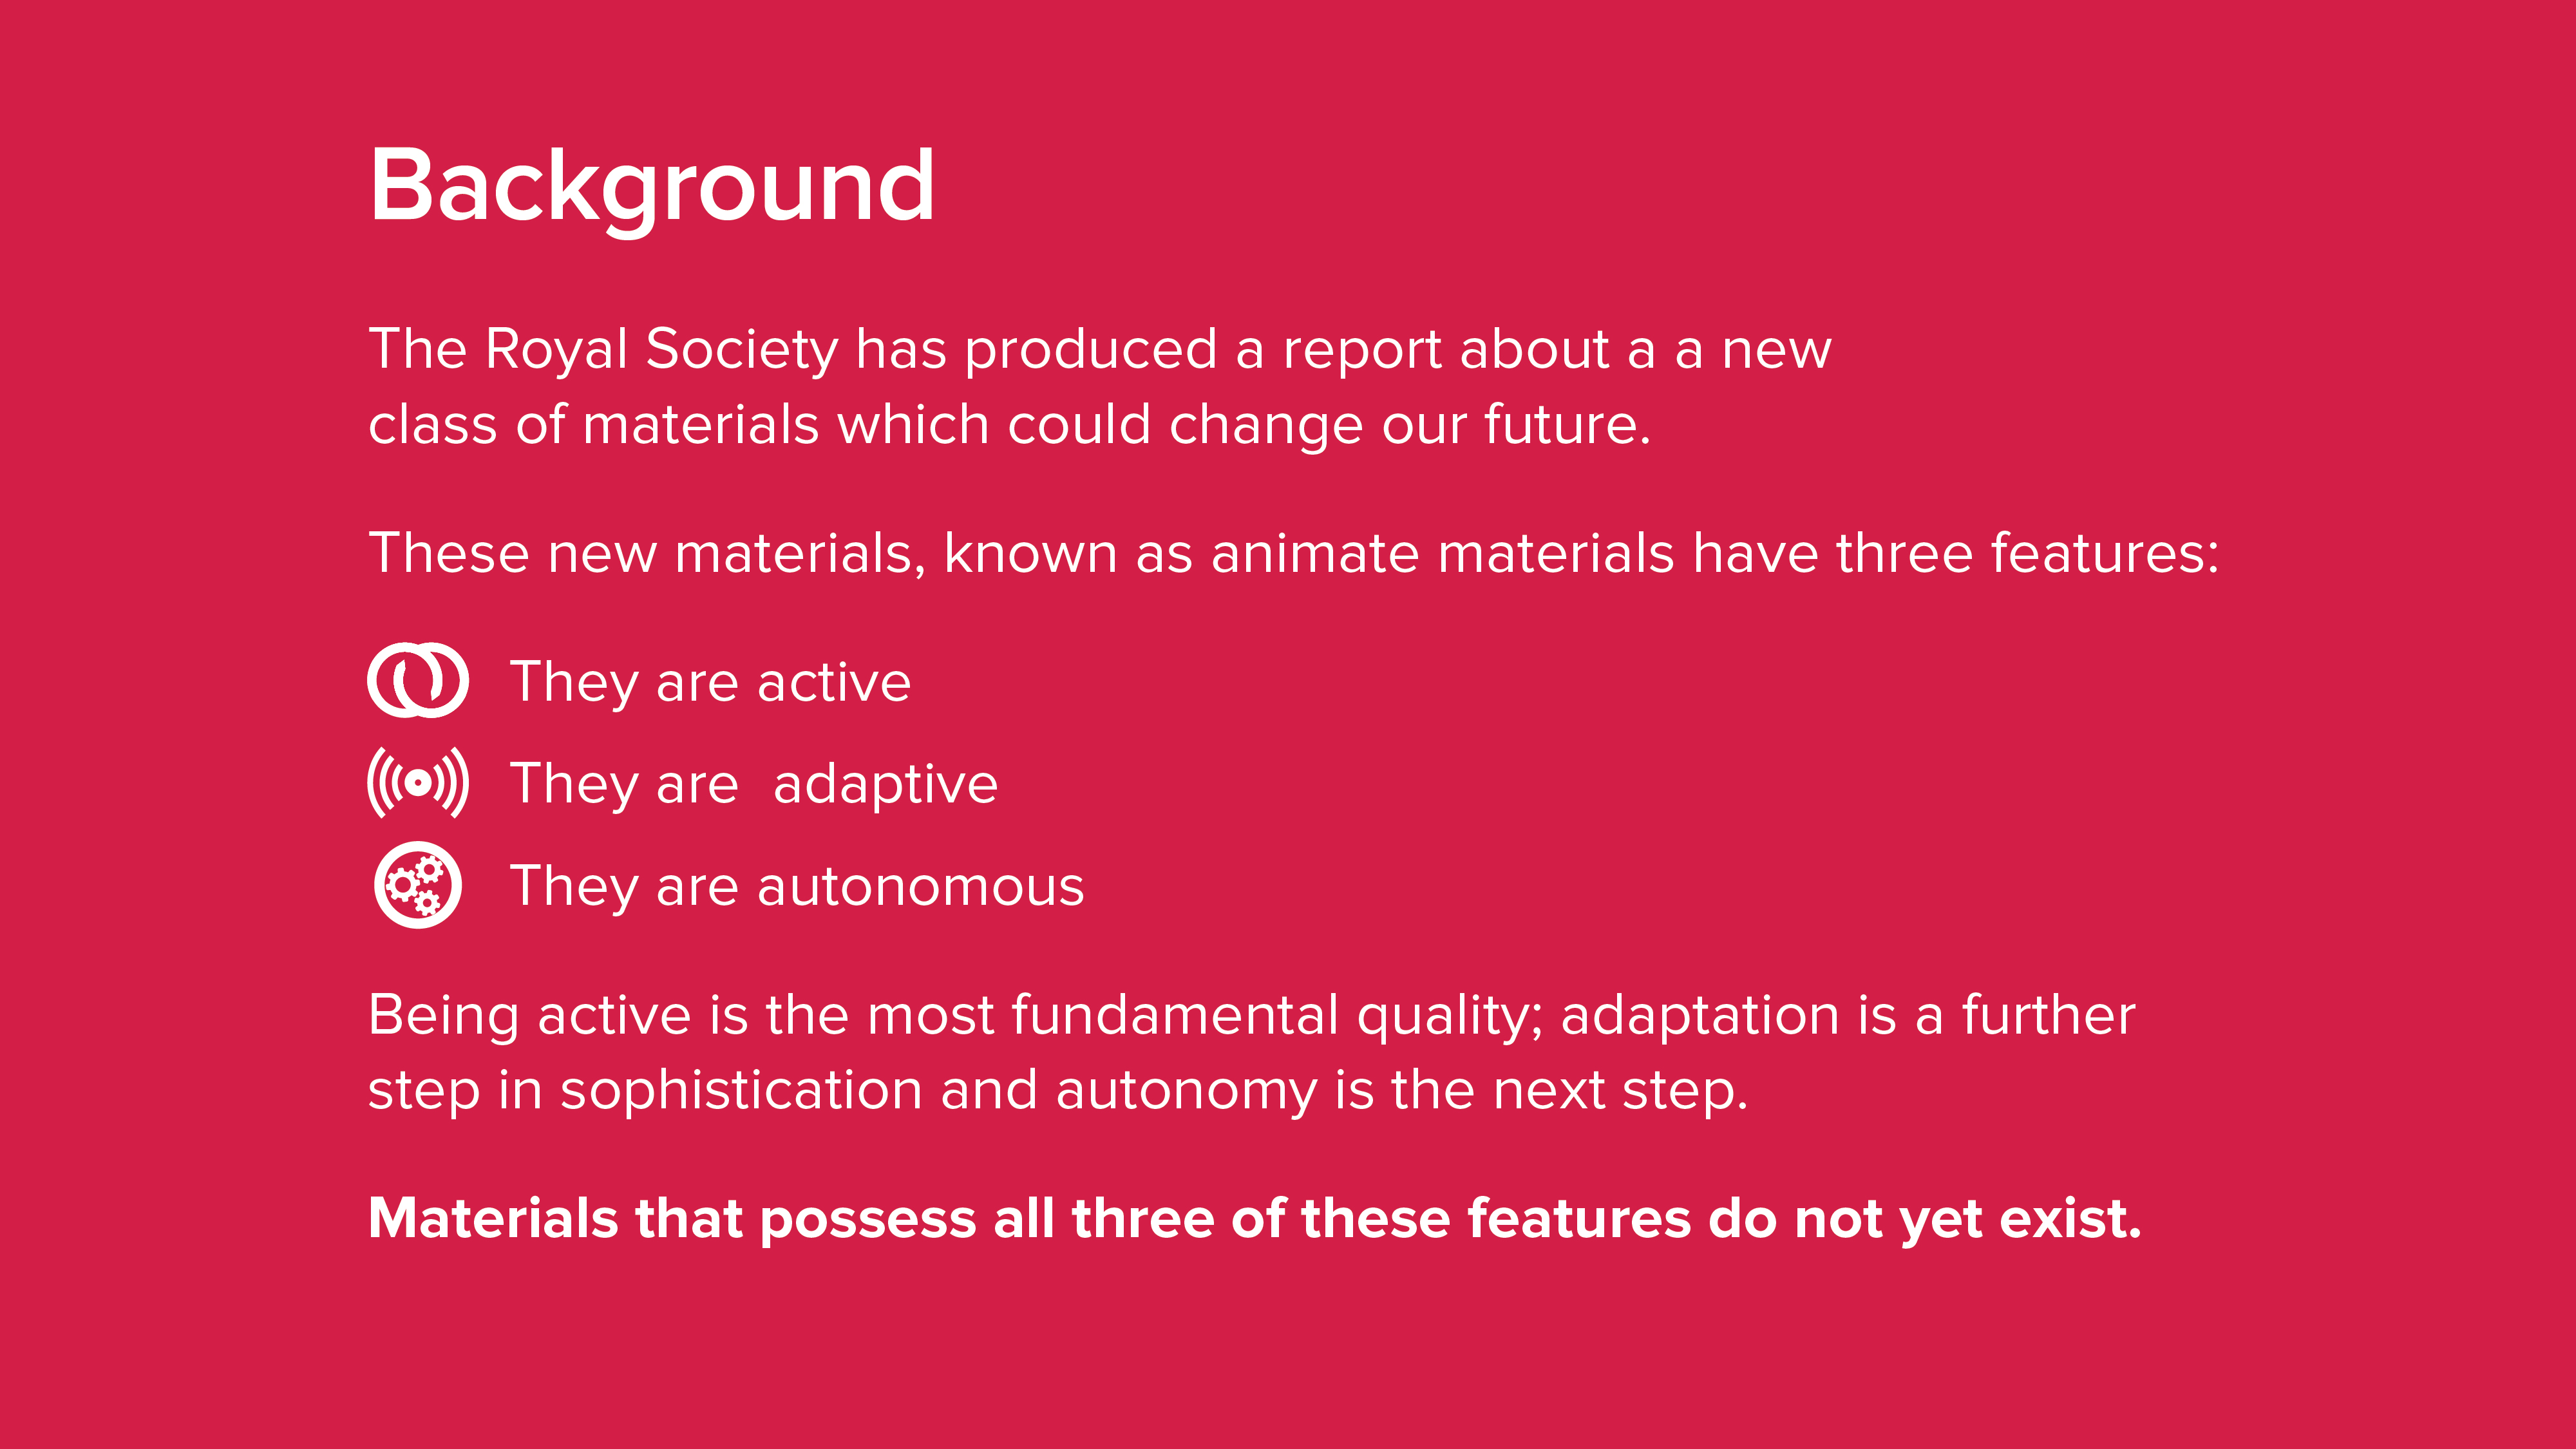 Background
The Royal Society has produced a report about a a new
class of materials which could change our future.
These new materials, known as animate materials have three features:
They are active
They are  adaptive
They are autonomous
Being active is the most fundamental quality; adaptation is a further
step in sophistication and autonomy is the next step.
Materials that possess all three of these features do not yet exist.